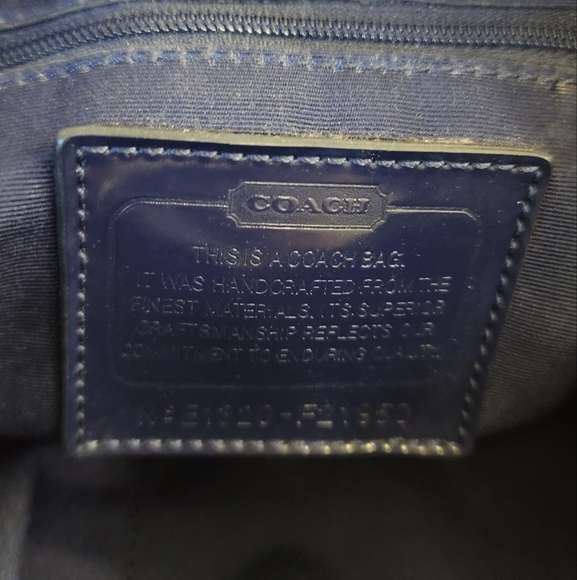 COACH
THIS IS A COACH BAG.
IT WAS HANDCRAFTED FROM THE
FINEST MATERIALS. ITS SUPERIOR
CRAFTSMANSHIP REFLECTS OUR
COMMITMENT TO ENDURING QUALITY.